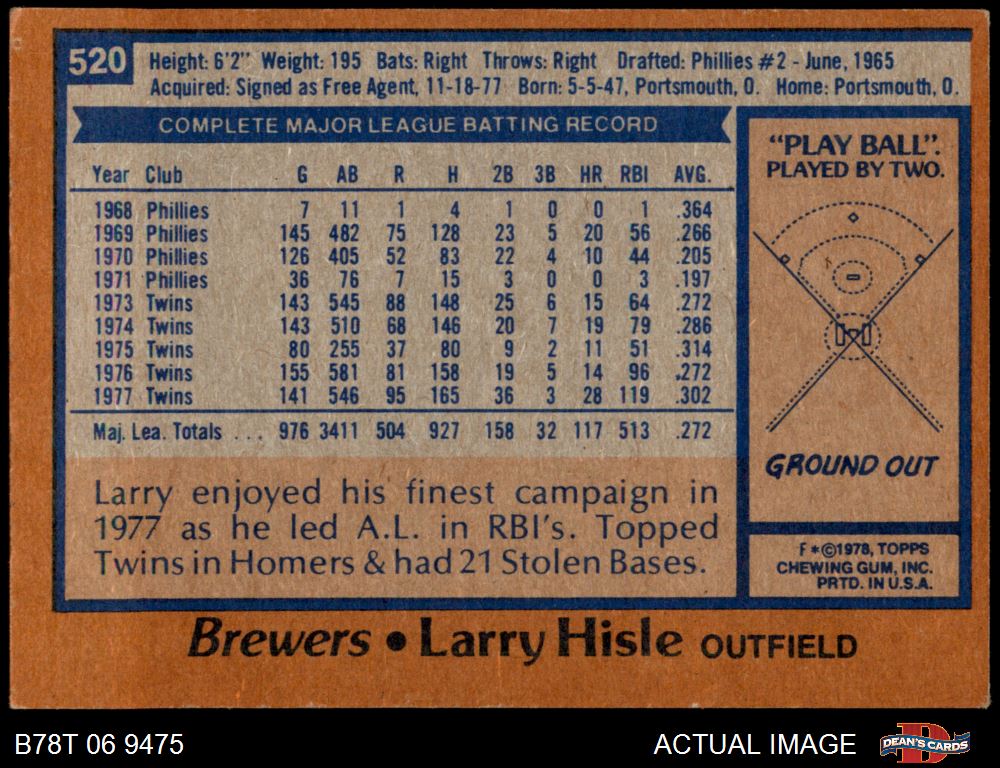 520
Height: 6'2" Weight: 195 Bats: Right Throws: Right Drafted: Phillies #2 - June, 1965
Acquired: Signed as Free Agent, 11-18-77 Born: 5-5-47, Portsmouth, O. Home: Portsmouth, O.
COMPLETE MAJOR LEAGUE BATTING RECORD
Year Club G AB R H 2B 3B HR RBI AVG.
1968 Phillies 7 11 1 4 1 0 0 1 .364
1969 Phillies 145 482 75 128 23 5 20 56 .266
1970 Phillies 126 405 52 83 22 4 10 44 .205
1971 Phillies 36 76 7 15 3 0 0 3 .197
1973 Twins 143 545 88 148 25 6 15 64 .272
1974 Twins 143 510 68 146 20 7 19 79 .286
1975 Twins 80 255 37 80 9 2 11 51 .314
1976 Twins 155 581 81 158 19 5 14 96 .272
1977 Twins 141 546 95 165 36 3 28 119 .302
Maj. Lea. Totals ... 976 3411 504 927 158 32 117 513 .272
Larry enjoyed his finest campaign in
1977 as he led A.L. in RBI's. Topped
Twins in Homers & had 21 Stolen Bases.
"PLAY BALL".
PLAYED BY TWO.
GROUND OUT
F *©1978, TOPPS
CHEWING GUM, INC.
PRTD. IN U.S.A.
Brewers • Larry Hisle OUTFIELD
B78T 06 9475
ACTUAL IMAGE
DEAN'S CARDS